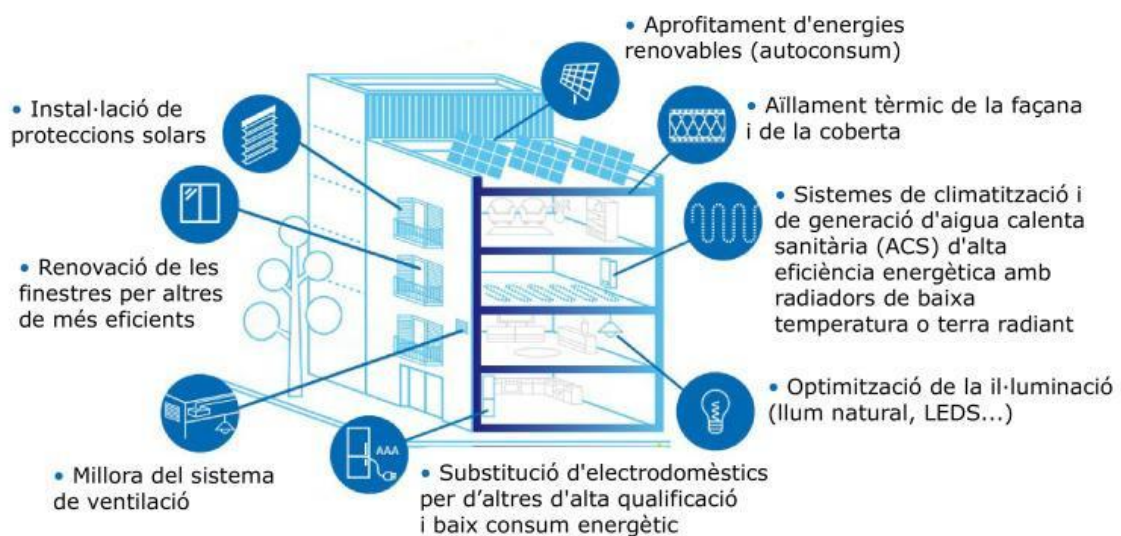 • Aprofitament d'energies
renovables (autoconsum)
• Instal·lació de
proteccions solars
• Aïllament tèrmic de la façana
i de la coberta
• Sistemes de climatització i
de generació d'aigua calenta
sanitària (ACS) d'alta
eficiència energètica amb
radiadors de baixa
temperatura o terra radiant
• Renovació de les
finestres per altres
de més eficients
• Optimització de la il·luminació
(llum natural, LEDS...)
• Millora del sistema
de ventilació
AAA
• Substitució d'electrodomèstics
per d’altres d'alta qualificació
i baix consum energètic